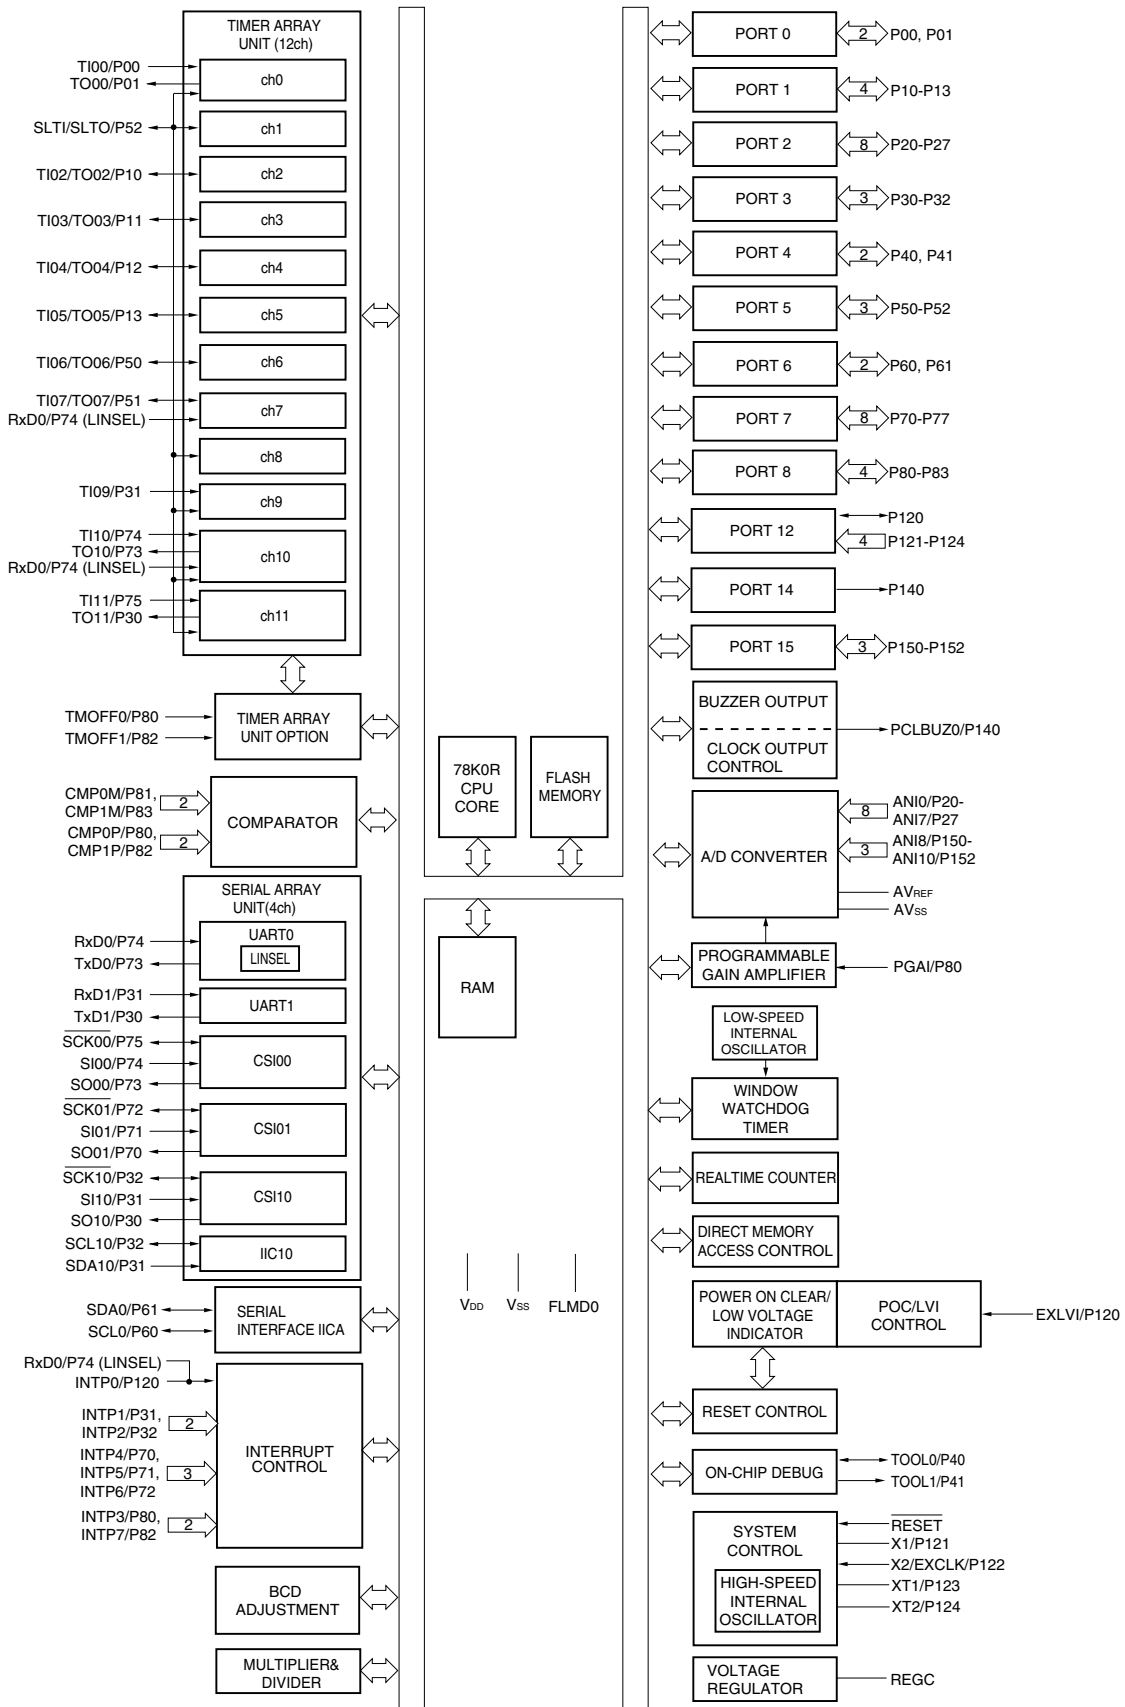 TIMER ARRAY
UNIT (12ch)
TI00/P00
TO00/P01
ch0
SLTI/SLTO/P52
ch1
TI02/TO02/P10
ch2
TI03/TO03/P11
ch3
TI04/TO04/P12
ch4
TI05/TO05/P13
ch5
TI06/TO06/P50
ch6
TI07/TO07/P51
RxD0/P74 (LINSEL)
ch7
ch8
TI09/P31
ch9
TI10/P74
TO10/P73
RxD0/P74 (LINSEL)
ch10
TI11/P75
TO11/P30
ch11
TMOFF0/P80
TMOFF1/P82
TIMER ARRAY
UNIT OPTION
CMP0M/P81,
CMP1M/P83
2
CMP0P/P80,
CMP1P/P82
2
COMPARATOR
SERIAL ARRAY
UNIT(4ch)
RxD0/P74
TxD0/P73
UART0
LINSEL
RxD1/P31
TxD1/P30
UART1
SCK00/P75
SI00/P74
SO00/P73
CSI00
SCK01/P72
SI01/P71
SO01/P70
CSI01
SCK10/P32
SI10/P31
SO10/P30
CSI10
SCL10/P32
SDA10/P31
IIC10
SDA0/P61
SCL0/P60
SERIAL
INTERFACE IICA
RxD0/P74 (LINSEL)
INTP0/P120
INTP1/P31,
INTP2/P32
2
INTP4/P70,
INTP5/P71,
INTP6/P72
3
INTP3/P80,
INTP7/P82
2
INTERRUPT
CONTROL
BCD
ADJUSTMENT
MULTIPLIER&
DIVIDER
78K0R
CPU
CORE
FLASH
MEMORY
RAM
VDD
VSS
FLMD0
PORT 0
2
P00, P01
PORT 1
4
P10-P13
PORT 2
8
P20-P27
PORT 3
3
P30-P32
PORT 4
2
P40, P41
PORT 5
3
P50-P52
PORT 6
2
P60, P61
PORT 7
8
P70-P77
PORT 8
4
P80-P83
PORT 12
P120
4
P121-P124
PORT 14
P140
PORT 15
3
P150-P152
BUZZER OUTPUT
CLOCK OUTPUT
CONTROL
PCLBUZ0/P140
A/D CONVERTER
8
ANI0/P20-
ANI7/P27
3
ANI8/P150-
ANI10/P152
AVREF
AVSS
PROGRAMMABLE
GAIN AMPLIFIER
PGAI/P80
LOW-SPEED
INTERNAL
OSCILLATOR
WINDOW
WATCHDOG
TIMER
REALTIME COUNTER
DIRECT MEMORY
ACCESS CONTROL
POWER ON CLEAR/
LOW VOLTAGE
INDICATOR
POC/LVI
CONTROL
EXLVI/P120
RESET CONTROL
ON-CHIP DEBUG
TOOL0/P40
TOOL1/P41
SYSTEM
CONTROL
HIGH-SPEED
INTERNAL
OSCILLATOR
RESET
X1/P121
X2/EXCLK/P122
XT1/P123
XT2/P124
VOLTAGE
REGULATOR
REGC